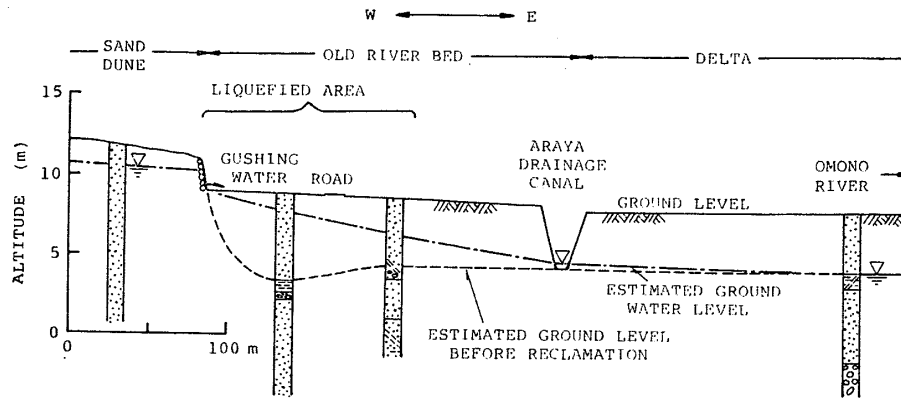 W E
SAND DUNE
OLD RIVER BED
DELTA
LIQUEFIED AREA
ALTITUDE (m)
15
10
5
0
0
100 m
GUSHING
WATER
ROAD
ARAYA
DRAINAGE
CANAL
OMONO
RIVER
GROUND LEVEL
ESTIMATED GROUND
WATER LEVEL
ESTIMATED GROUND LEVEL
BEFORE RECLAMATION